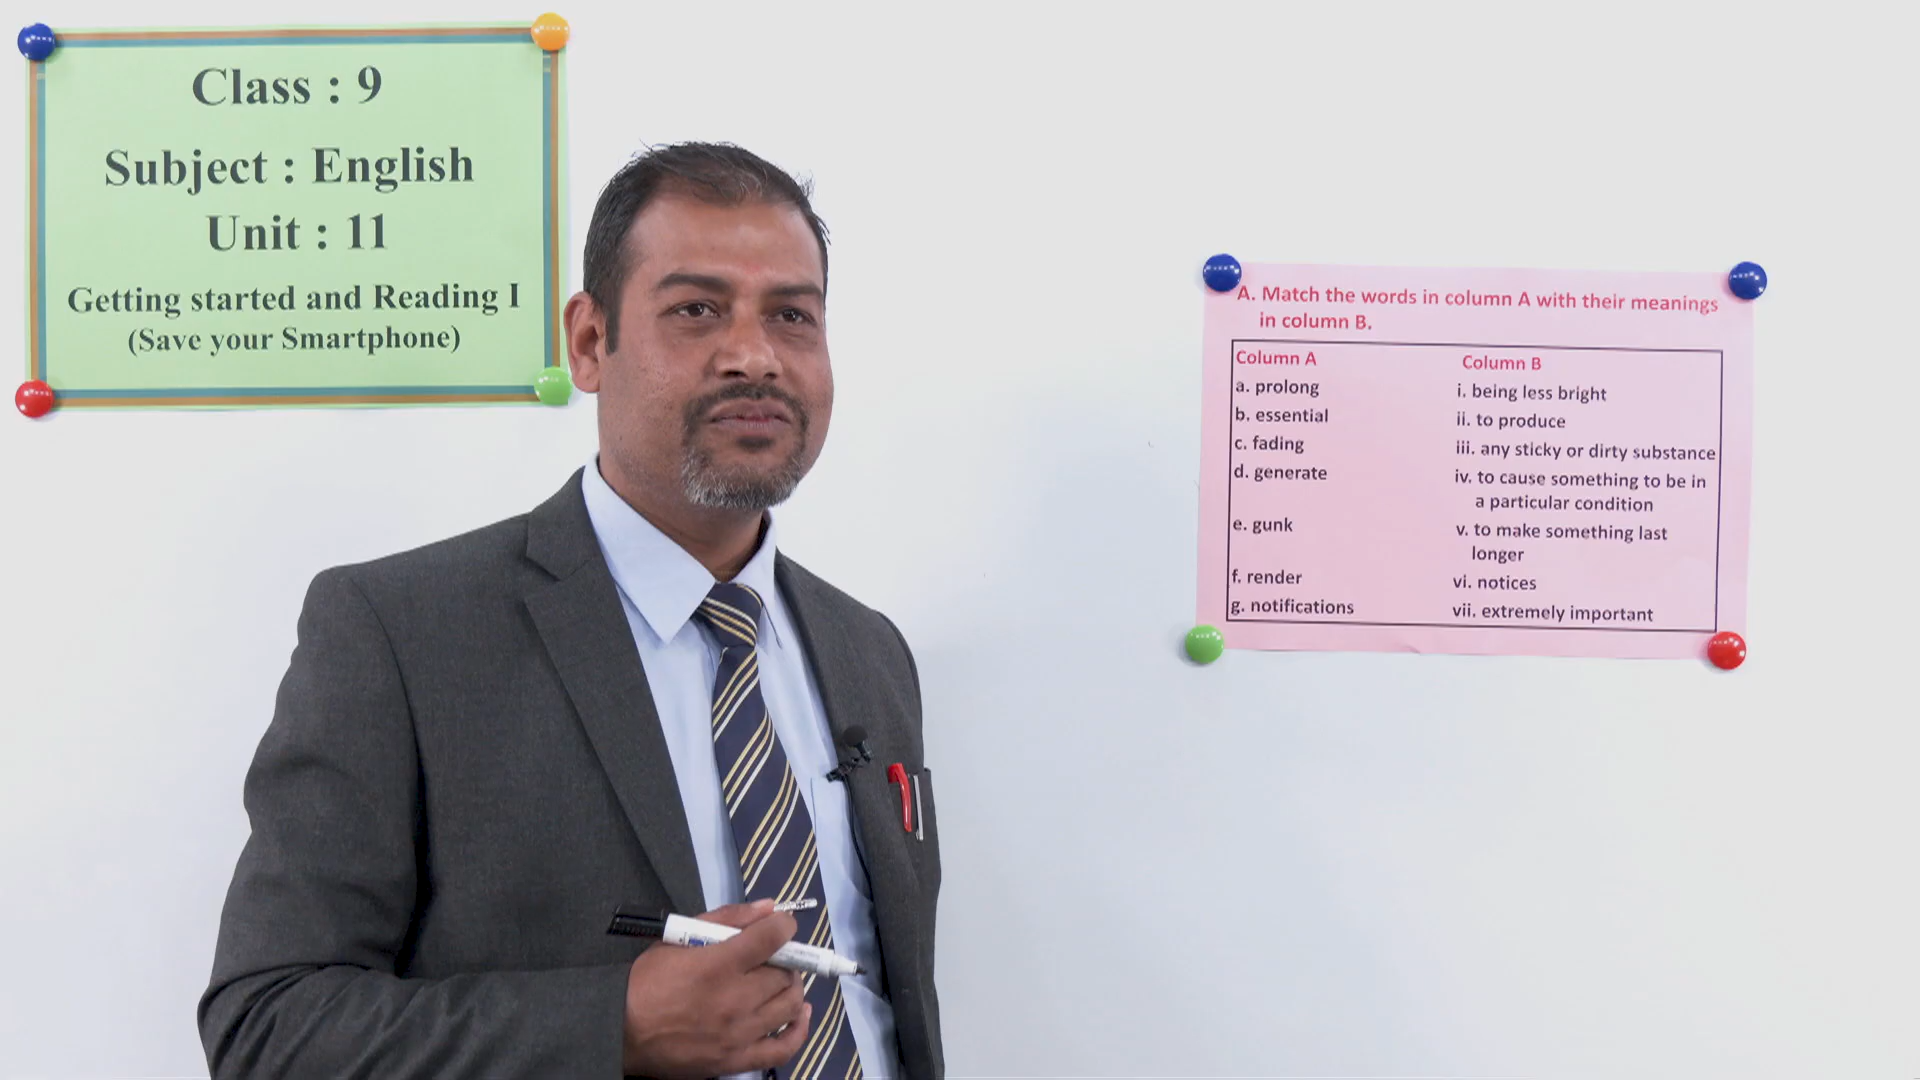 Class : 9
Subject : English
Unit : 11
Getting started and Reading I
(Save your Smartphone)
A. Match the words in column A with their meanings
in column B.
Column A Column B
a. prolong i. being less bright
b. essential ii. to produce
c. fading iii. any sticky or dirty substance
d. generate iv. to cause something to be in
a particular condition
e. gunk v. to make something last
longer
f. render vi. notices
g. notifications vii. extremely important